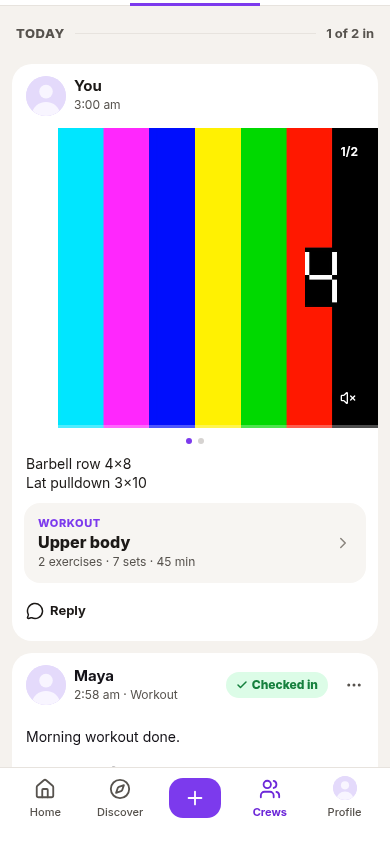 TODAY
1 of 2 in
You
3:00 am
1/2
4
Barbell row 4×8
Lat pulldown 3×10
WORKOUT
Upper body
2 exercises · 7 sets · 45 min
Reply
Maya
2:58 am · Workout
Checked in
Morning workout done.
Home
Discover
Crews
Profile